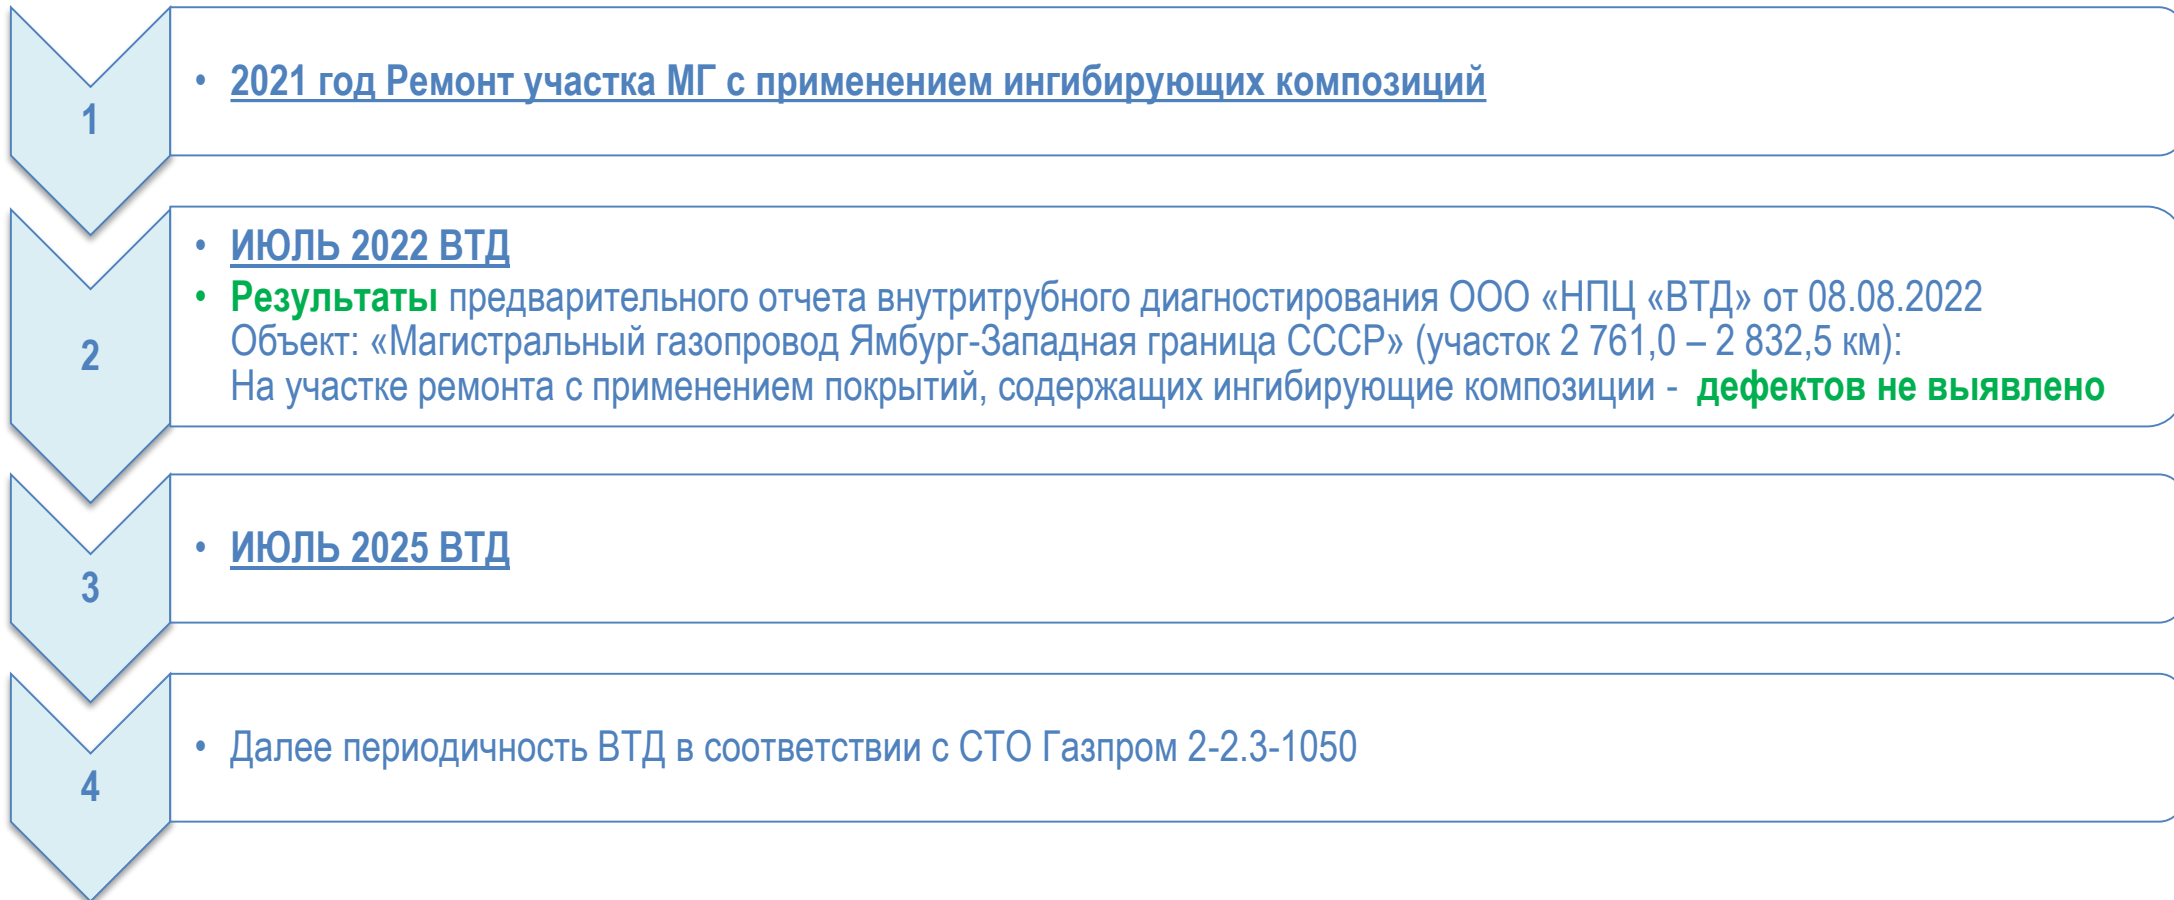 1
• 2021 год Ремонт участка МГ с применением ингибирующих композиций
2
• ИЮЛЬ 2022 ВТД
• Результаты предварительного отчета внутритрубного диагностирования ООО «НПЦ «ВТД» от 08.08.2022
Объект: «Магистральный газопровод Ямбург-Западная граница СССР» (участок 2 761,0 – 2 832,5 км):
На участке ремонта с применением покрытий, содержащих ингибирующие композиции - дефектов не выявлено
3
• ИЮЛЬ 2025 ВТД
4
• Далее периодичность ВТД в соответствии с СТО Газпром 2-2.3-1050